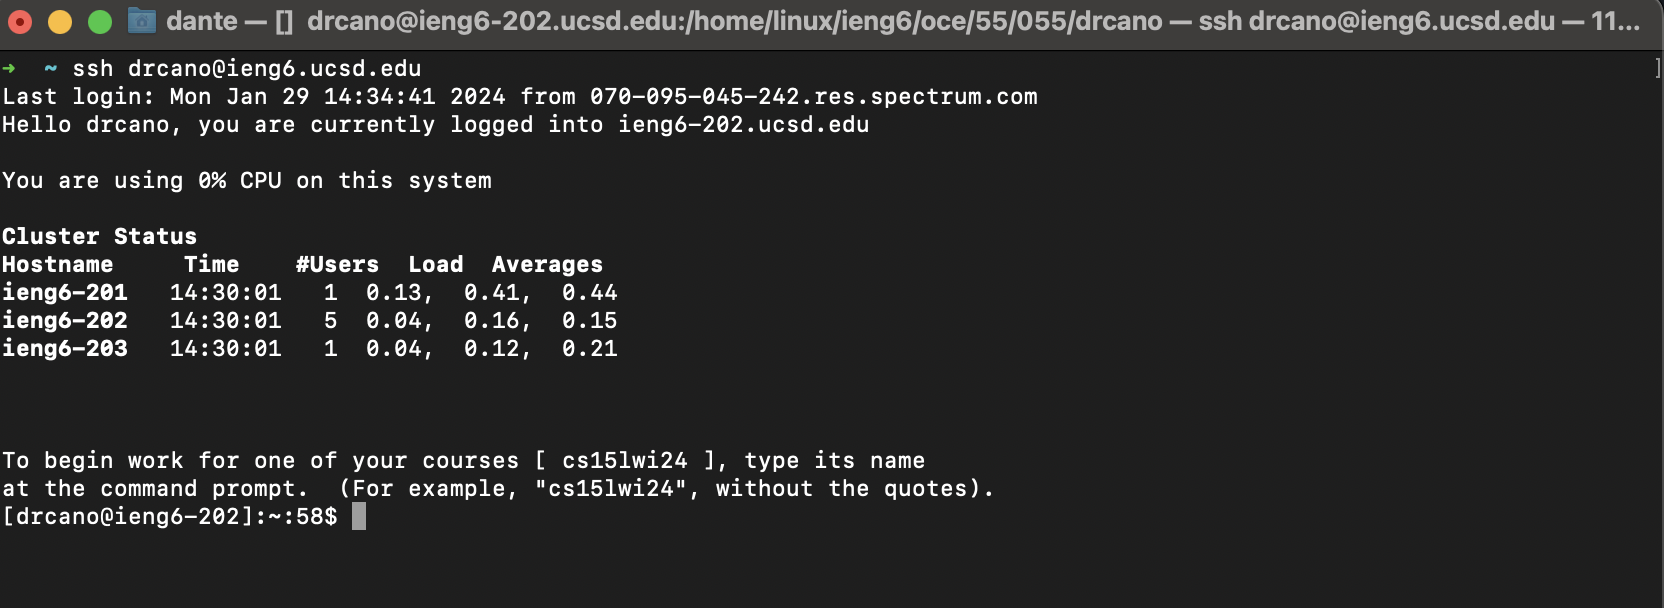 dante — [] drcano@ieng6-202.ucsd.edu:/home/linux/ieng6/oce/55/055/drcano — ssh drcano@ieng6.ucsd.edu — 11...
➜  ~ ssh drcano@ieng6.ucsd.edu ]
Last login: Mon Jan 29 14:34:41 2024 from 070-095-045-242.res.spectrum.com
Hello drcano, you are currently logged into ieng6-202.ucsd.edu
You are using 0% CPU on this system
Cluster Status
Hostname     Time    #Users  Load  Averages
ieng6-201   14:30:01   1  0.13,  0.41,  0.44
ieng6-202   14:30:01   5  0.04,  0.16,  0.15
ieng6-203   14:30:01   1  0.04,  0.12,  0.21
To begin work for one of your courses [ cs15lwi24 ], type its name
at the command prompt.  (For example, "cs15lwi24", without the quotes).
[drcano@ieng6-202]:~:58$